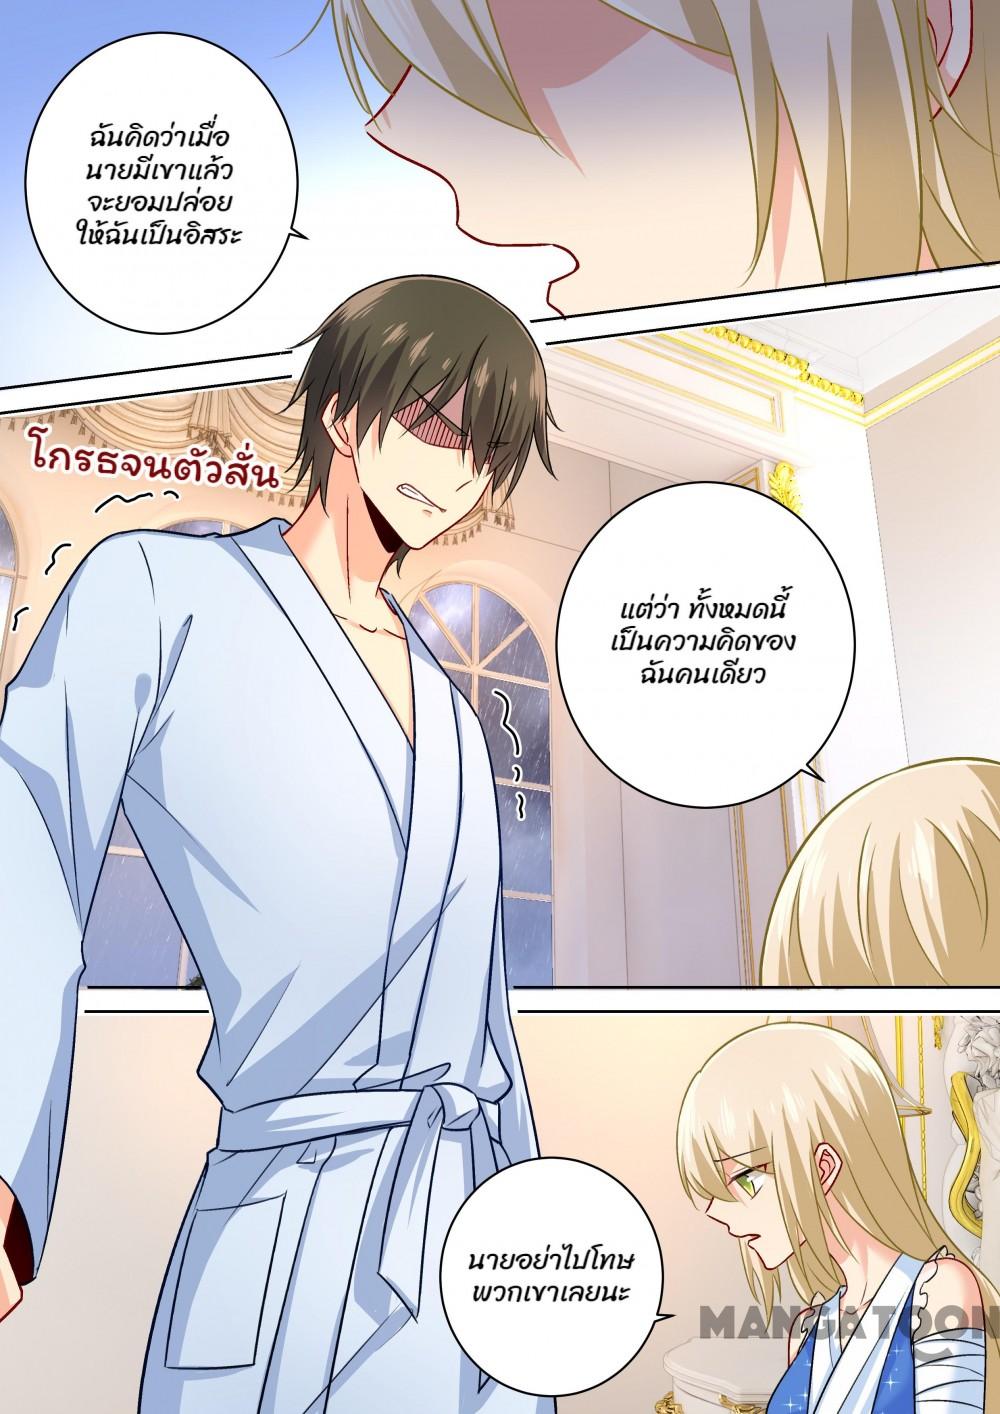 ฉันคิดว่าเมื่อ
นายมีเขาแล้ว
จะยอมปล่อย
ให้ฉันเป็นอิสระ
โกรธจนตัวสั่น
แต่ว่า ทั้งหมดนี้
เป็นความคิดของ
ฉันคนเดียว
นายอย่าไปโทษ
พวกเขาเลยนะ
MANGATOON